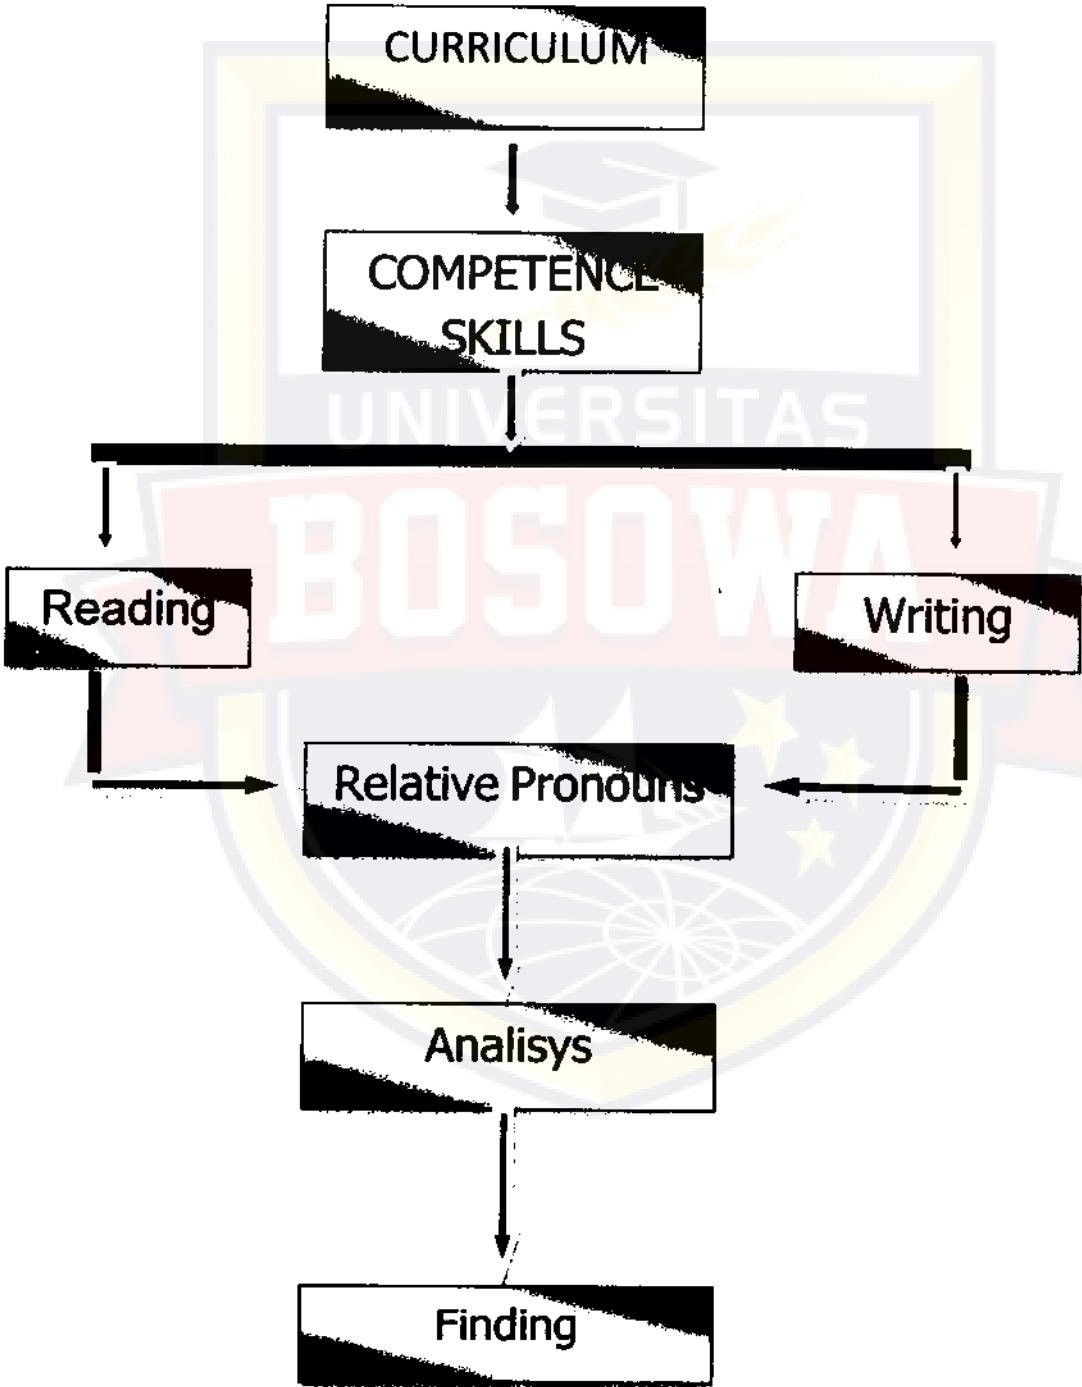 CURRICULUM
COMPETENCE
SKILLS
UNIVERSITAS
BOSOWA
Reading
Writing
Relative Pronouns
Analisys
Finding